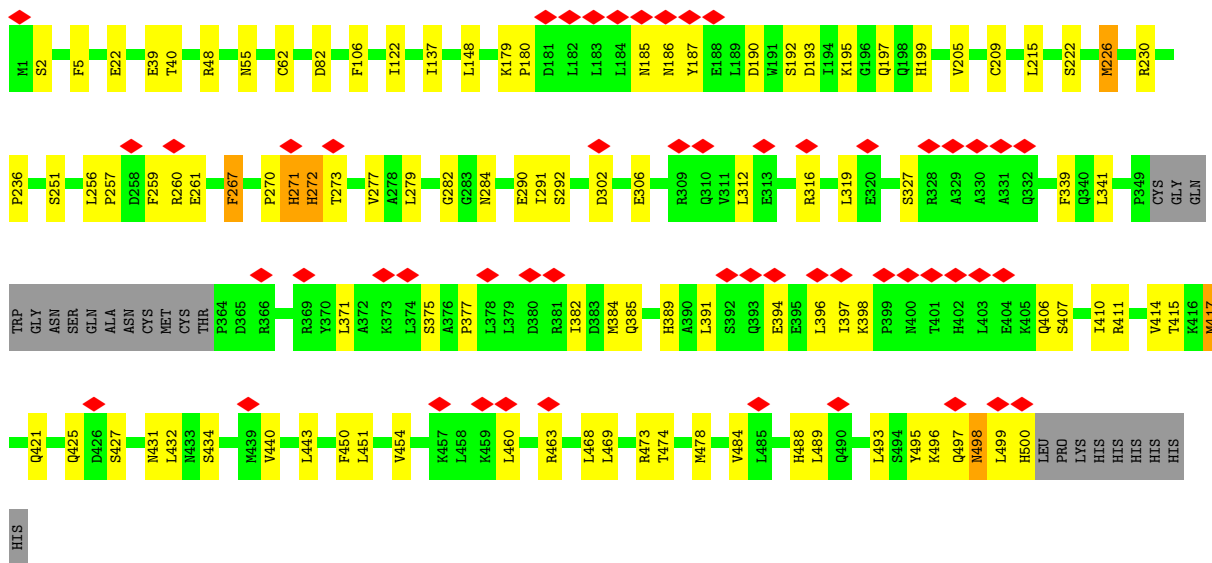 M1 S2 F5 E22 E39 T40 R48 N55 C62 D82 F106 I122 I137 L148 K179 P180 D181 L182 L183 L184 N185 N186 Y187 E188 L189 D190 W191 S192 D193 I194 K195 G196 Q197 Q198 H199 V205 C209 L215 S222 M226 R230
P236 S251 L256 P257 D258 F259 R260 E261 F267 P270 H271 H272 T273 V277 A278 L279 G282 G283 N284 E290 I291 S292 D302 E306 R309 Q310 V311 L312 E313 R316 L319 E320 S327 R328 A329 A330 A331 Q332 F339 Q340 L341 P349 CYS GLY GLN
TRP GLY ASN SER GLN ALA ASN CYS MET CYS THR P364 D365 R366 R369 Y370 L371 A372 K373 L374 S375 A376 P377 L378 L379 D380 R381 I382 D383 M384 Q385 H389 A390 L391 S392 Q393 E394 E395 L396 I397 K398 P399 N400 T401 H402 L403 E404 K405 Q406 S407 I410 R411 V414 T415 K416 M417
Q421 Q425 D426 S427 N431 L432 N433 S434 M439 V440 L443 F450 L451 V454 K457 L458 K459 L460 R463 L468 L469 R473 T474 M478 V484 L485 H488 L489 Q490 L493 S494 Y495 K496 Q497 N498 L499 H500 LEU PRO LYS HIS HIS HIS HIS HIS
HIS